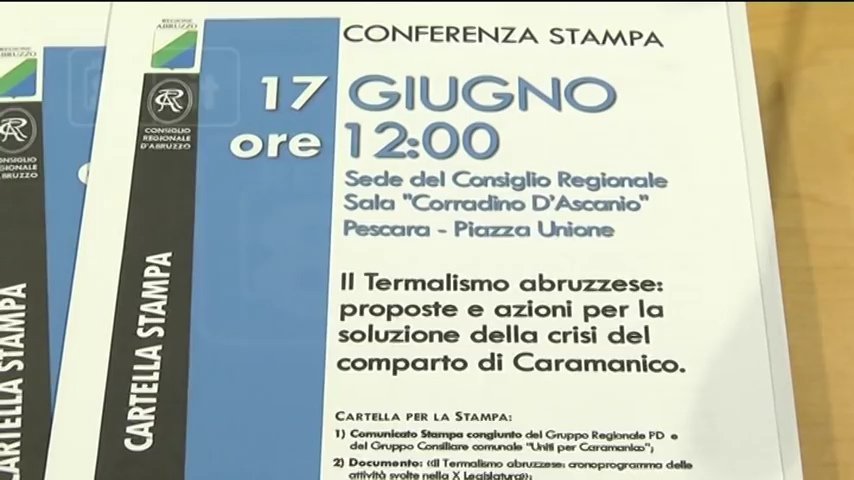 REGIONE
ABRUZZO
CONSIGLIO
REGIONALE
D'ABRUZZO
CARTELLA STAMPA
CONFERENZA STAMPA
17 GIUGNO
ore 12:00
Sede del Consiglio Regionale
Sala "Corradino D'Ascanio"
Pescara - Piazza Unione
Il Termalismo abruzzese:
proposte e azioni per la
soluzione della crisi del
comparto di Caramanico.
CARTELLA PER LA STAMPA:
1) Comunicato Stampa congiunto del Gruppo Regionale PD e
del Gruppo Consiliare comunale "Uniti per Caramanico";
2) Documento: «Il Termalismo abruzzese: cronoprogramma delle
attività svolte nella X Legislatura»;
CARTELLA STAMPA